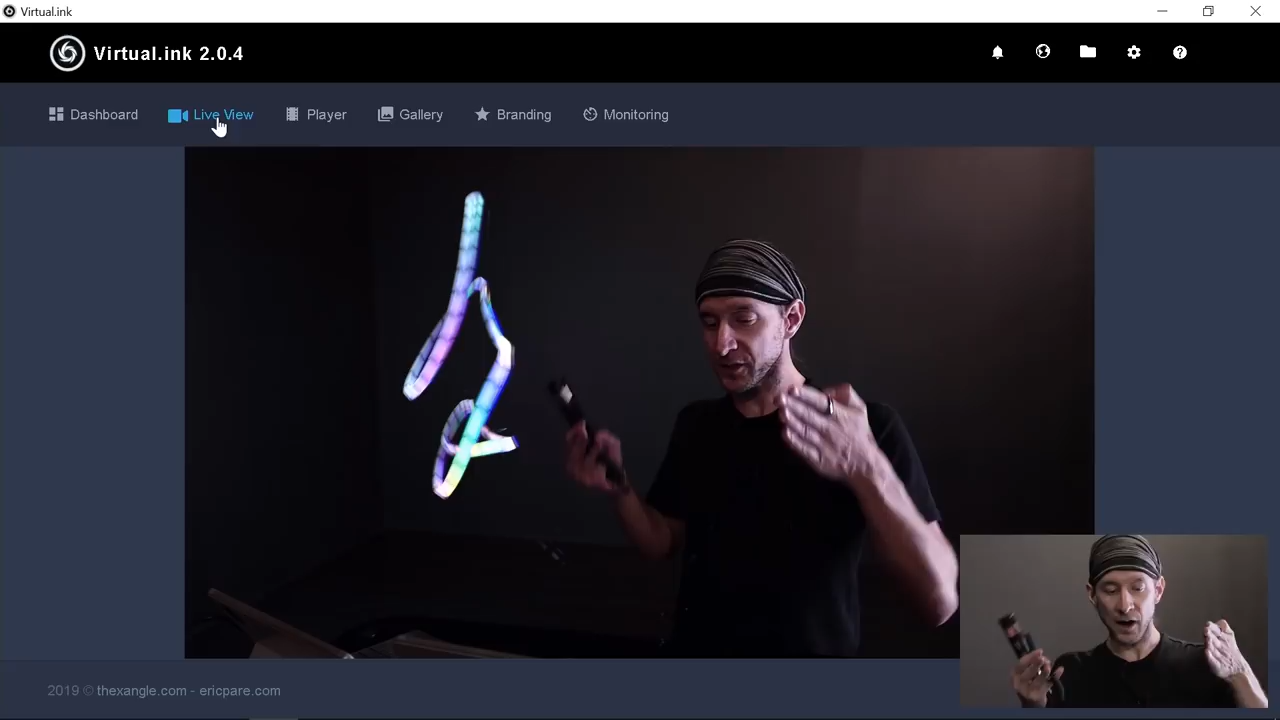 Virtual.ink
Virtual.ink 2.0.4
Dashboard Live View Player Gallery Branding Monitoring
2019 © thexangle.com - ericpare.com